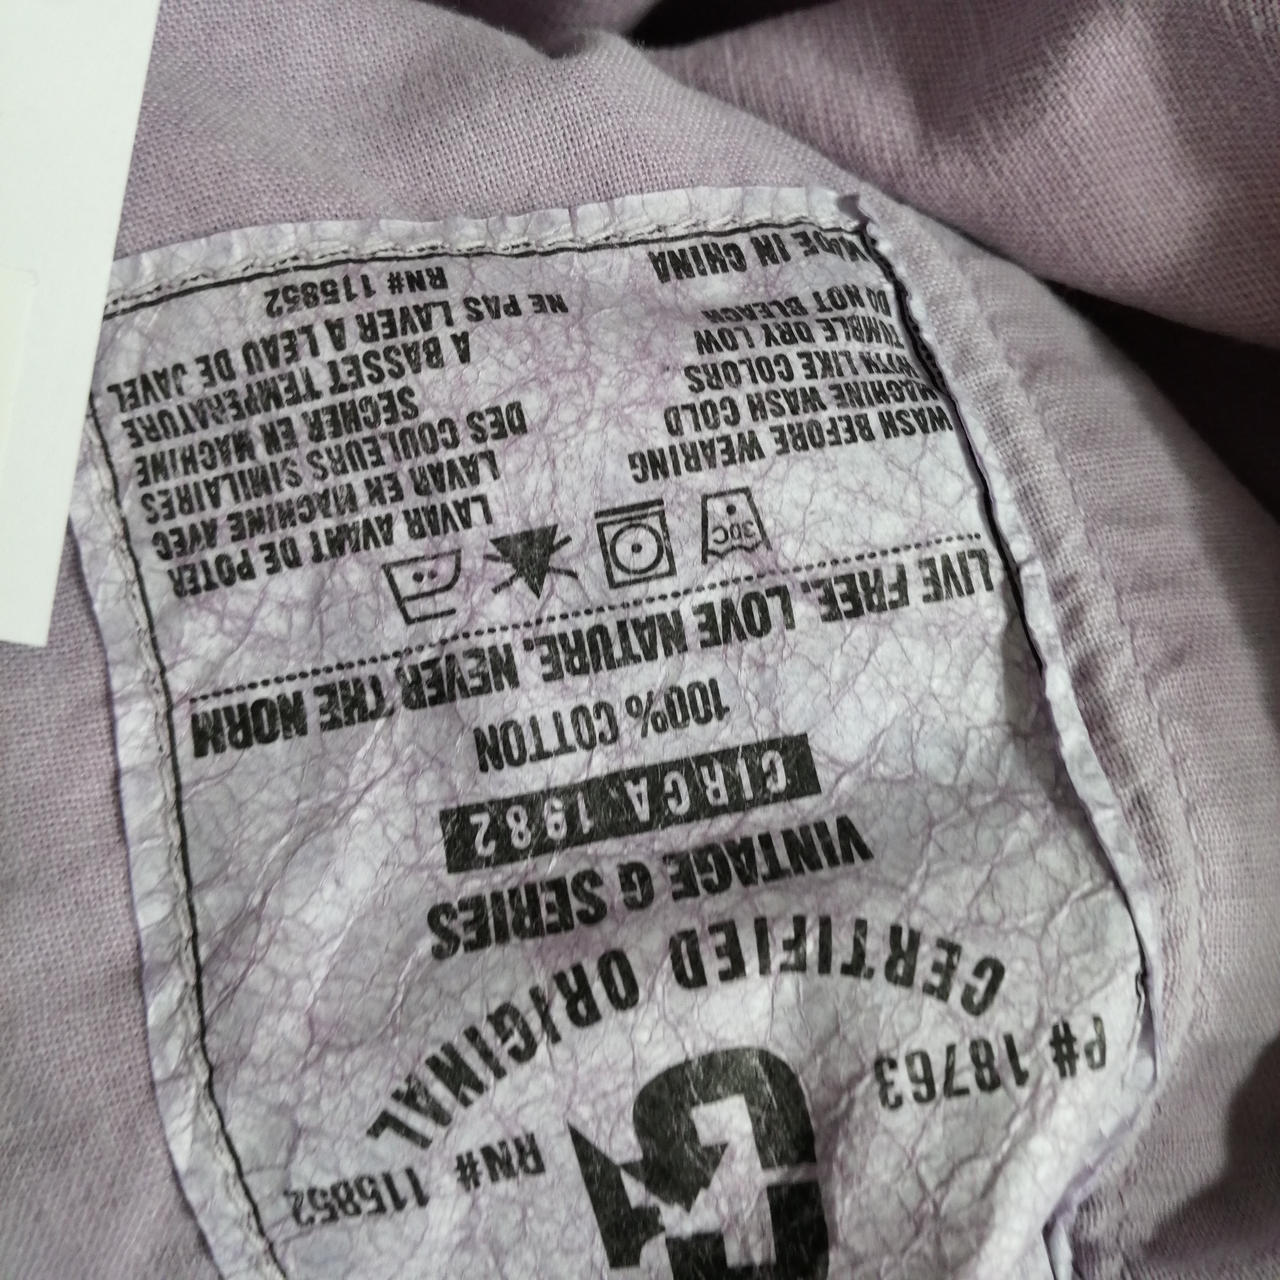 P# 18763
RN# 115852
CERTIFIED ORIGINAL
VINTAGE G SERIES
CIRCA 1982
100% COTTON
LIVE FREE. LOVE NATURE. NEVER THE NORM
30C
WASH BEFORE WEARING
MACHINE WASH COLD
WITH LIKE COLORS
TUMBLE DRY LOW
DO NOT BLEACH
MADE IN CHINA
LAVAR AVANT DE POTER
LAVAR EN MACHINE AVEC
DES COULEURS SIMILAIRES
SECHER EN MACHINE
A BASSET TEMPERATURE
NE PAS LAVER A LEAU DE JAVEL
RN# 115852